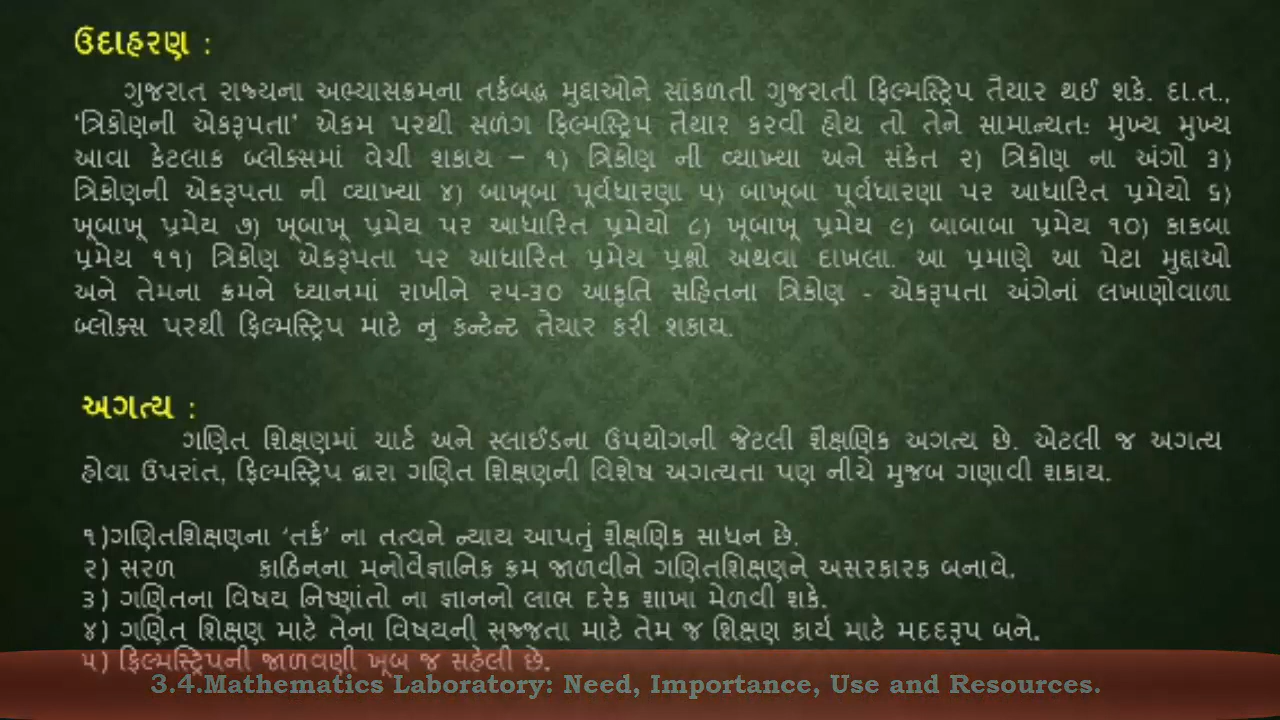 ઉદાહરણ :
ગુજરાત રાજ્યના અભ્યાસક્રમના તર્કબદ્ધ મુદ્દાઓને સાંકળતી ગુજરાતી ફિલ્મસ્ટ્રિપ તૈયાર થઈ શકે. દા.ત.,
‘ત્રિકોણની એકરૂપતા’ એકમ પરથી સળંગ ફિલ્મસ્ટ્રિપ તૈયાર કરવી હોય તો તેને સામાન્યતઃ મુખ્ય મુખ્ય
આવા કેટલાક બ્લોક્સમાં વેચી શકાય – ૧) ત્રિકોણ ની વ્યાખ્યા અને સંકેત ૨) ત્રિકોણ ના અંગો ૩)
ત્રિકોણની એકરૂપતા ની વ્યાખ્યા ૪) બાખૂબા પૂર્વધારણા ૫) બાખૂબા પૂર્વધારણા પર આધારિત પ્રમેયો ૬)
ખૂબાખૂ પ્રમેય ૭) ખૂબાખૂ પ્રમેય પર આધારિત પ્રમેયો ૮) ખૂબાખૂ પ્રમેય ૯) બાબાબા પ્રમેય ૧૦) કાકબા
પ્રમેય ૧૧) ત્રિકોણ એકરૂપતા પર આધારિત પ્રમેય પ્રશ્નો અથવા દાખલા. આ પ્રમાણે આ પેટા મુદ્દાઓ
અને તેમના ક્રમને ધ્યાનમાં રાખીને ૨૫-૩૦ આકૃતિ સહિતના ત્રિકોણ - એકરૂપતા અંગેનાં લખાણોવાળા
બ્લોક્સ પરથી ફિલ્મસ્ટ્રિપ માટે નું કન્ટેન્ટ તૈયાર કરી શકાય.
અગત્ય :
ગણિત શિક્ષણમાં ચાર્ટ અને સ્લાઈડના ઉપયોગની જેટલી શૈક્ષણિક અગત્ય છે. એટલી જ અગત્ય
હોવા ઉપરાંત, ફિલ્મસ્ટ્રિપ દ્વારા ગણિત શિક્ષણની વિશેષ અગત્યતા પણ નીચે મુજબ ગણાવી શકાય.
૧)ગણિતશિક્ષણના ‘તર્ક’ ના તત્વને ન્યાય આપતું શૈક્ષણિક સાધન છે.
૨) સરળ કાઠિનના મનોવેજ્ઞાનિક ક્રમ જાળવીને ગણિતશિક્ષણને અસરકારક બનાવે.
૩) ગણિતના વિષય નિષ્ણાંતો ના જ્ઞાનનો લાભ દરેક શાખા મેળવી શકે.
૪) ગણિત શિક્ષણ માટે તેના વિષયની સજ્જતા માટે તેમ જ શિક્ષણ કાર્ય માટે મદદરૂપ બને.
૫) ફિલ્મસ્ટ્રિપની જાળવણી ખૂબ જ સહેલી છે.
3.4.Mathematics Laboratory: Need, Importance, Use and Resources.